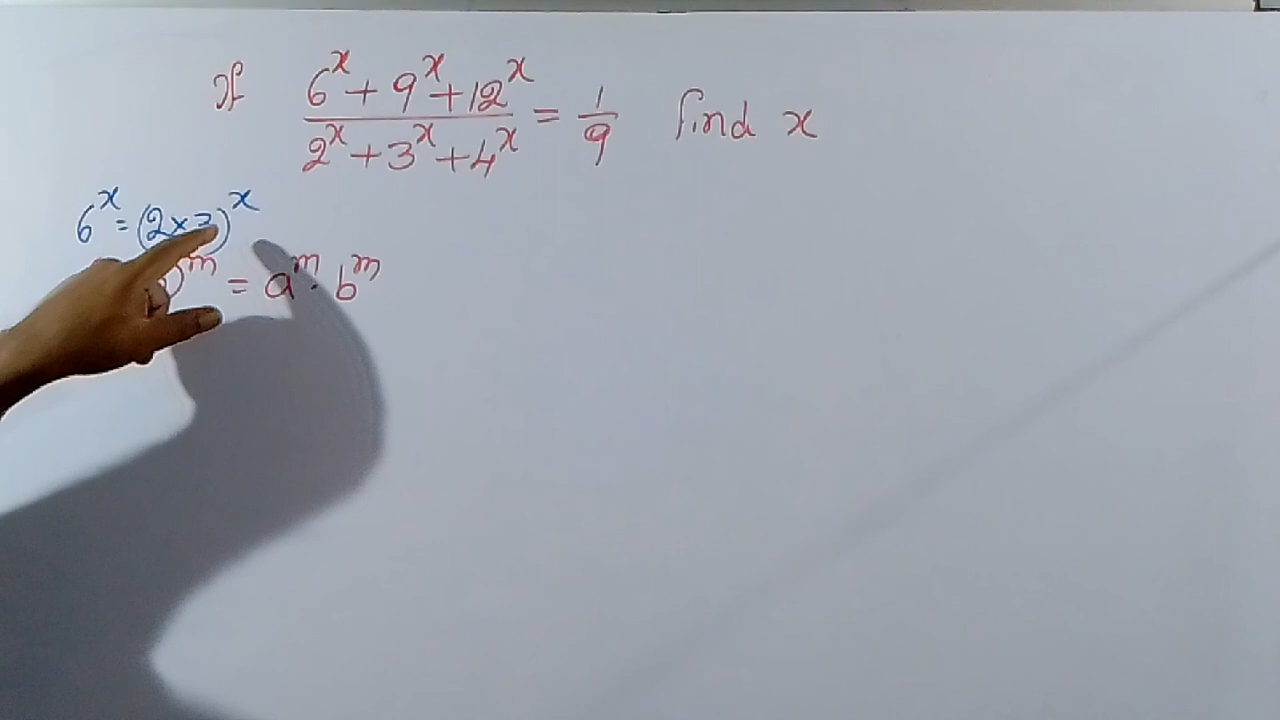 If (6^x + 9^x + 12^x)/(2^x + 3^x + 4^x) = 1/9 find x
6^x = (2×3)^x
)^m = a^m · b^m